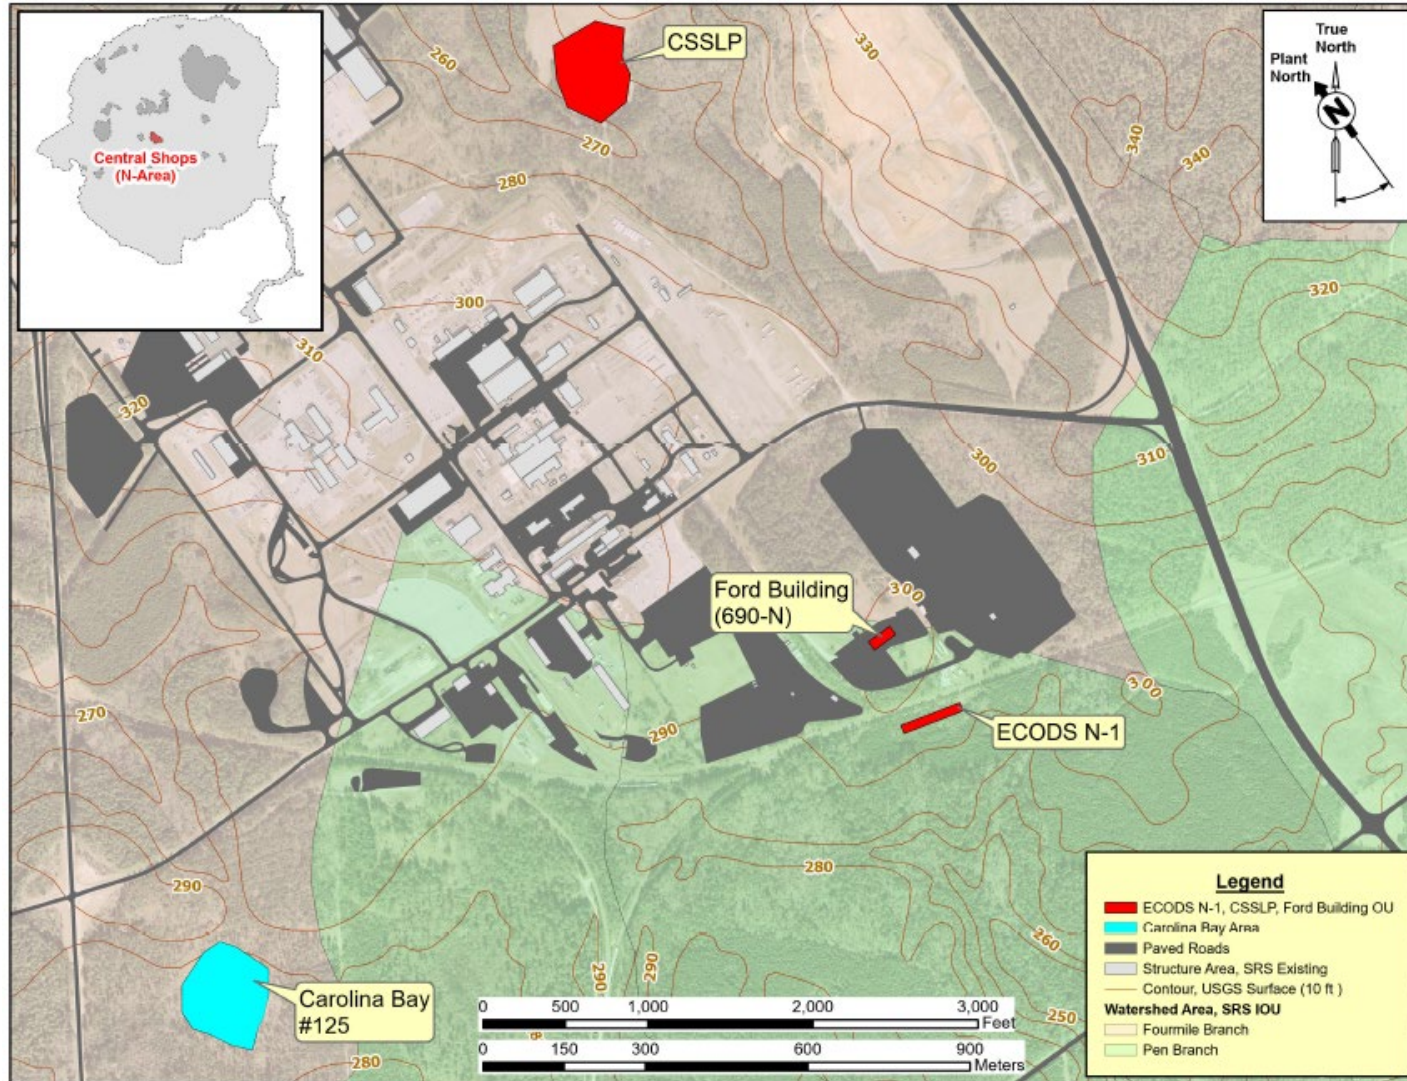 Central Shops
(N-Area)
CSSLP
True
North
Plant
North
N
260
330
270
280
340
340
300
310
320
320
300
310
Ford Building
(690-N)
300
300
270
290
ECODS N-1
290
280
260
290
290
250
280
Carolina Bay
#125
0 500 1,000 2,000 3,000
Feet
0 150 300 600 900
Meters
Legend
ECODS N-1, CSSLP, Ford Building OU
Carolina Bay Area
Paved Roads
Structure Area, SRS Existing
Contour, USGS Surface (10 ft )
Watershed Area, SRS IOU
Fourmile Branch
Pen Branch